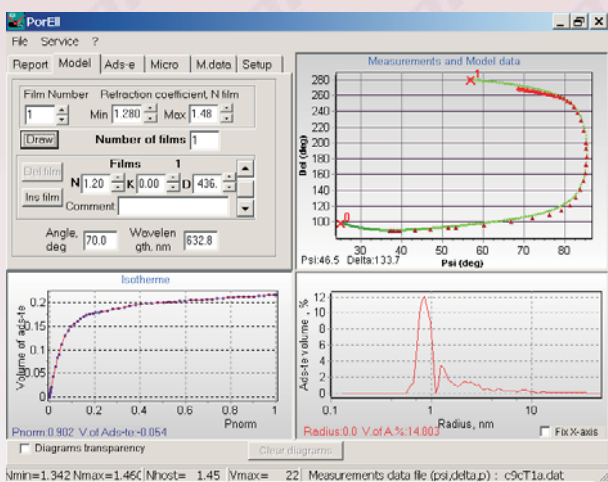 PorEll
File Service ?
Report Model Ads-e Micro M.data Setup
Film Number Refraction coefficient, N film
1 Min 1.280 Max 1.48
Draw Number of films 1
Films 1
Del film
N 1.20 K 0.00 D 436.
Ins film
Comment
Angle, deg 70.0 Wavelen gth, nm 632.8
Measurements and Model data
Del (deg)
280
260
240
220
200
180
160
140
120
100
1
0
30 40 50 60 70 80
Psi:46.5 Delta:133.7
Psi (deg)
Isotherme
Volume of ads-te
0.2
0.15
0.1
0.05
0
0 0.2 0.4 0.6 0.8 1
Pnorm
Pnorm:0.902 V.of Ads-te:-0.054
Ads-te volume , %
12
10
8
6
4
2
0
0.1 1 10
Radius, nm
Radius:0.0 V.of A.%:14.803
Fix X-axis
Diagrams transparency
Clear diagrams
Nmin=1.342 Nmax=1.460 Nhost= 1.45 Vmax= 22 Measurements data file (psi,delta,p) : c9cT1a.dat